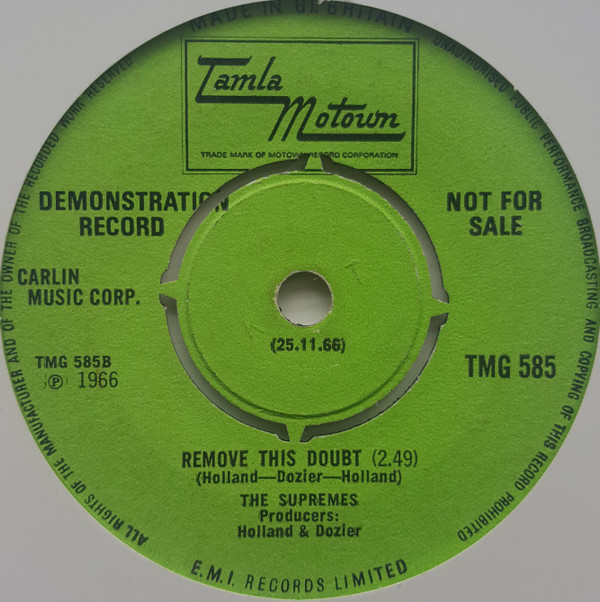 MADE IN GT BRITAIN
Tamla
Motown
TRADE MARK OF MOTOWN RECORD CORPORATION
DEMONSTRATION
RECORD
NOT FOR
SALE
CARLIN
MUSIC CORP.
TMG 585B
Ⓟ 1966
(25.11.66)
TMG 585
REMOVE THIS DOUBT (2.49)
(Holland—Dozier—Holland)
THE SUPREMES
Producers:
Holland & Dozier
E.M.I. RECORDS LIMITED
ALL RIGHTS OF THE MANUFACTURER AND OF THE OWNER OF THE RECORDED WORK RESERVED
UNAUTHORISED PUBLIC PERFORMANCE BROADCASTING AND COPYING OF THIS RECORD PROHIBITED